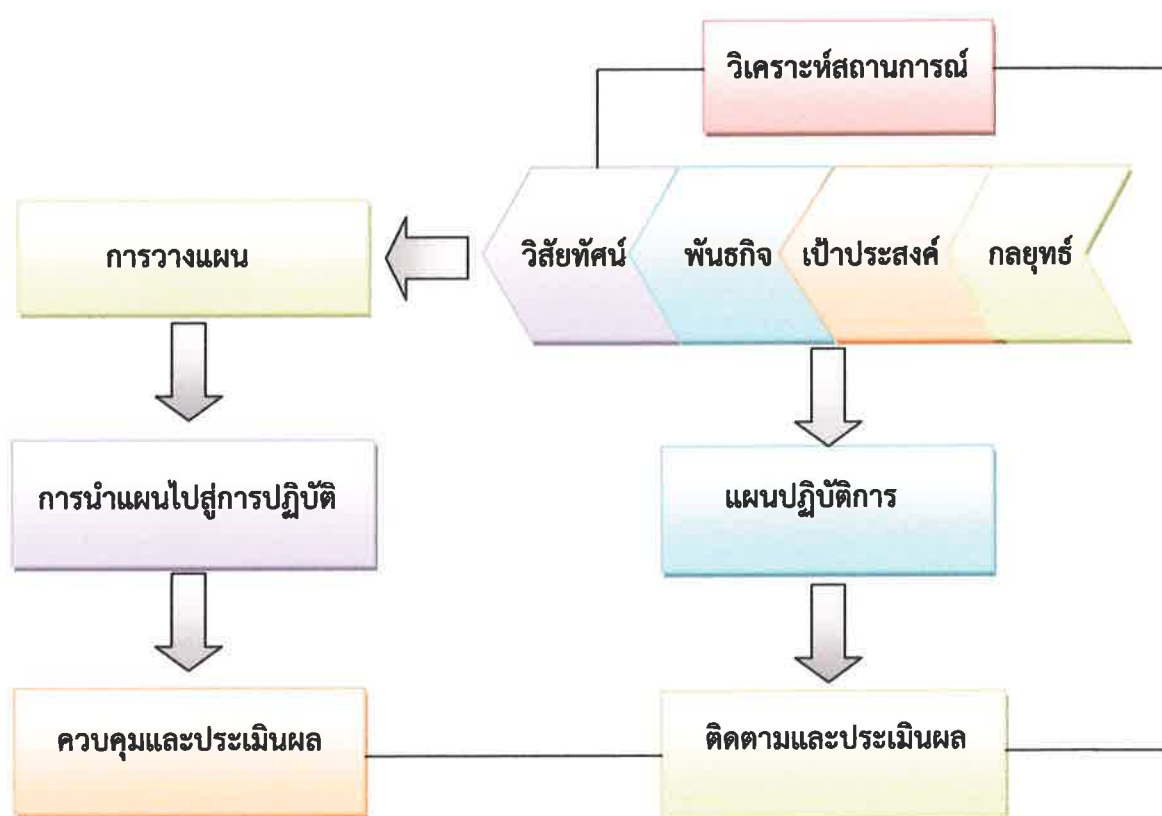 วิเคราะห์สถานการณ์
การวางแผน
วิสัยทัศน์
พันธกิจ
เป้าประสงค์
กลยุทธ์
การนำแผนไปสู่การปฏิบัติ
แผนปฏิบัติการ
ควบคุมและประเมินผล
ติดตามและประเมินผล